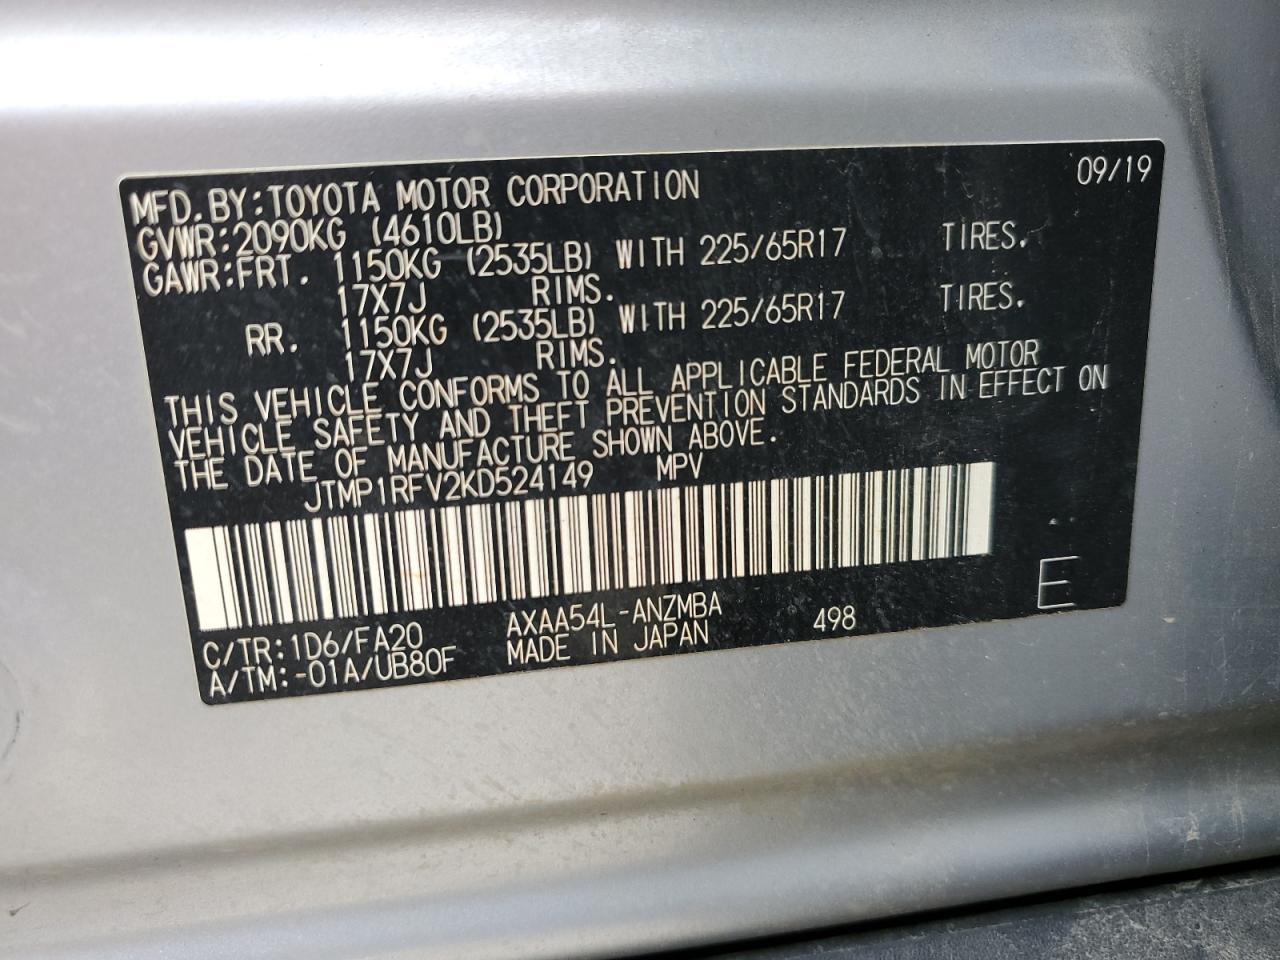 09/19
MFD.BY:TOYOTA MOTOR CORPORATION
GVWR:2090KG (4610LB)
GAWR:FRT. 1150KG (2535LB) WITH 225/65R17 TIRES.
17X7J RIMS.
RR. 1150KG (2535LB) WITH 225/65R17 TIRES.
17X7J RIMS.
THIS VEHICLE CONFORMS TO ALL APPLICABLE FEDERAL MOTOR
VEHICLE SAFETY AND THEFT PREVENTION STANDARDS IN EFFECT ON
THE DATE OF MANUFACTURE SHOWN ABOVE.
JTMP1RFV2KD524149 MPV
C/TR:1D6/FA20 AXAA54L-ANZMBA 498 E
A/TM:-01A/UB80F MADE IN JAPAN